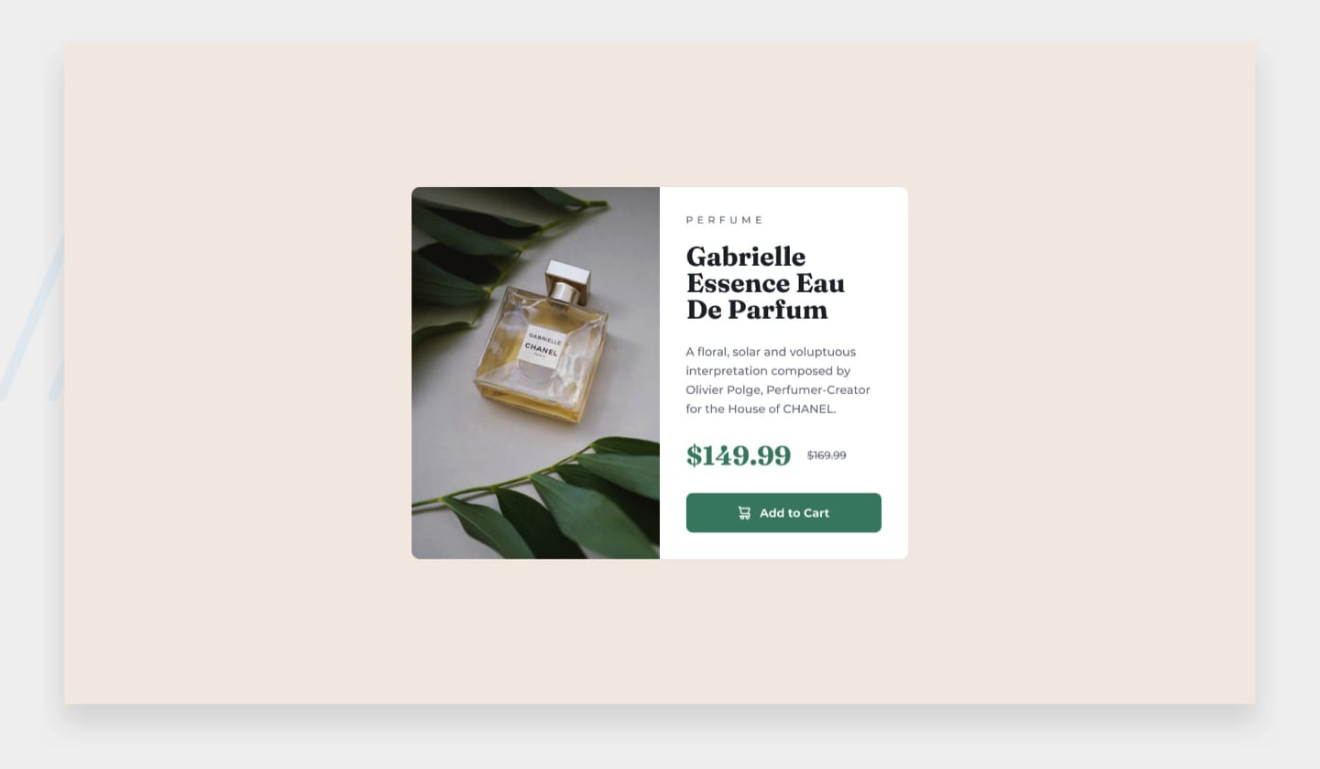 GABRIELLE
CHANEL
PARIS
PERFUME
Gabrielle
Essence Eau
De Parfum
A floral, solar and voluptuous
interpretation composed by
Olivier Polge, Perfumer-Creator
for the House of CHANEL.
$149.99 $169.99
Add to Cart